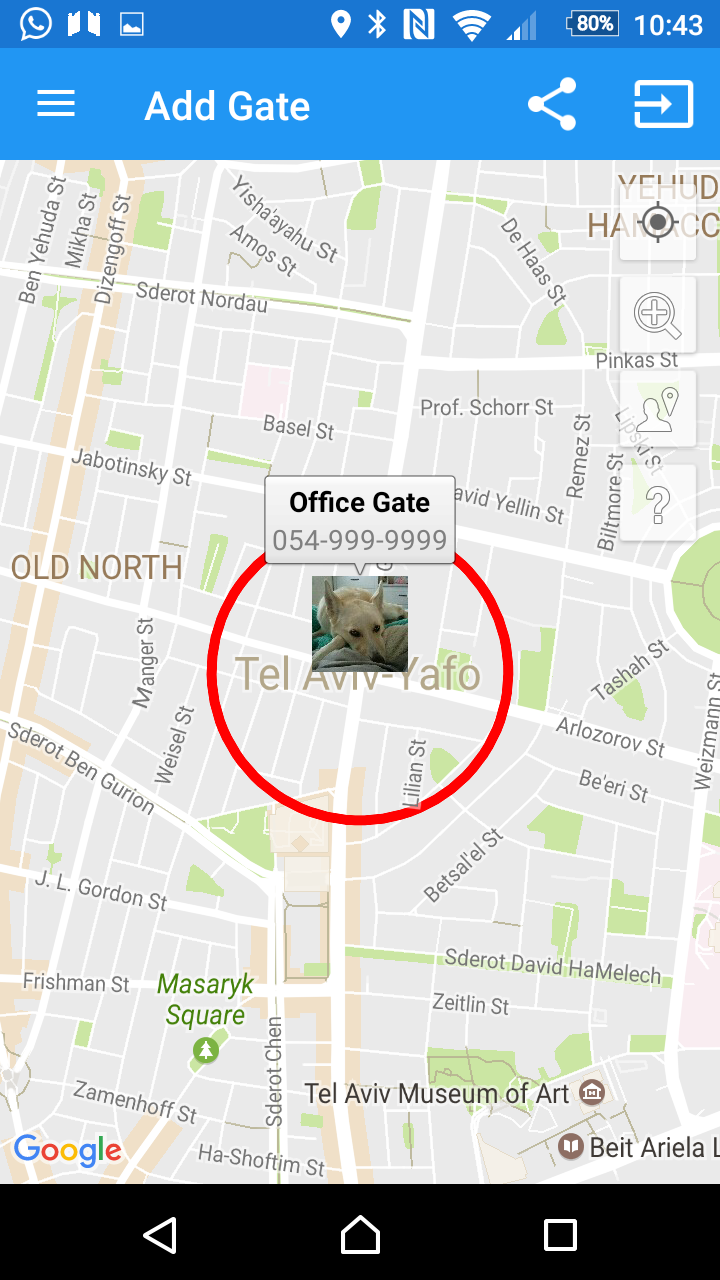 80% 10:43
Add Gate
Ben Yehuda St
Mikha St
Dizengoff St
Yisha'ayahu St
Amos St
De Haas St
YEHUD
Sderot Nordau
Pinkas St
Prof. Schorr St
Basel St
Remez St
Lipski St
Jabotinsky St
Biltmore St
avid Yellin St
Office Gate
054-999-9999
OLD NORTH
Tel Aviv-Yafo
Manger St
Tashah St
Weizmann St
Weisel St
Arlozorov St
Sderot Ben Gurion
Lilian St
Be'eri St
Betsal'el St
J. L. Gordon St
Sderot David HaMelech
Frishman St
Masaryk
Square
Zeitlin St
Sderot Chen
Tel Aviv Museum of Art
Zamenhoff St
Google
Ha-Shoftim St
Beit Ariela L